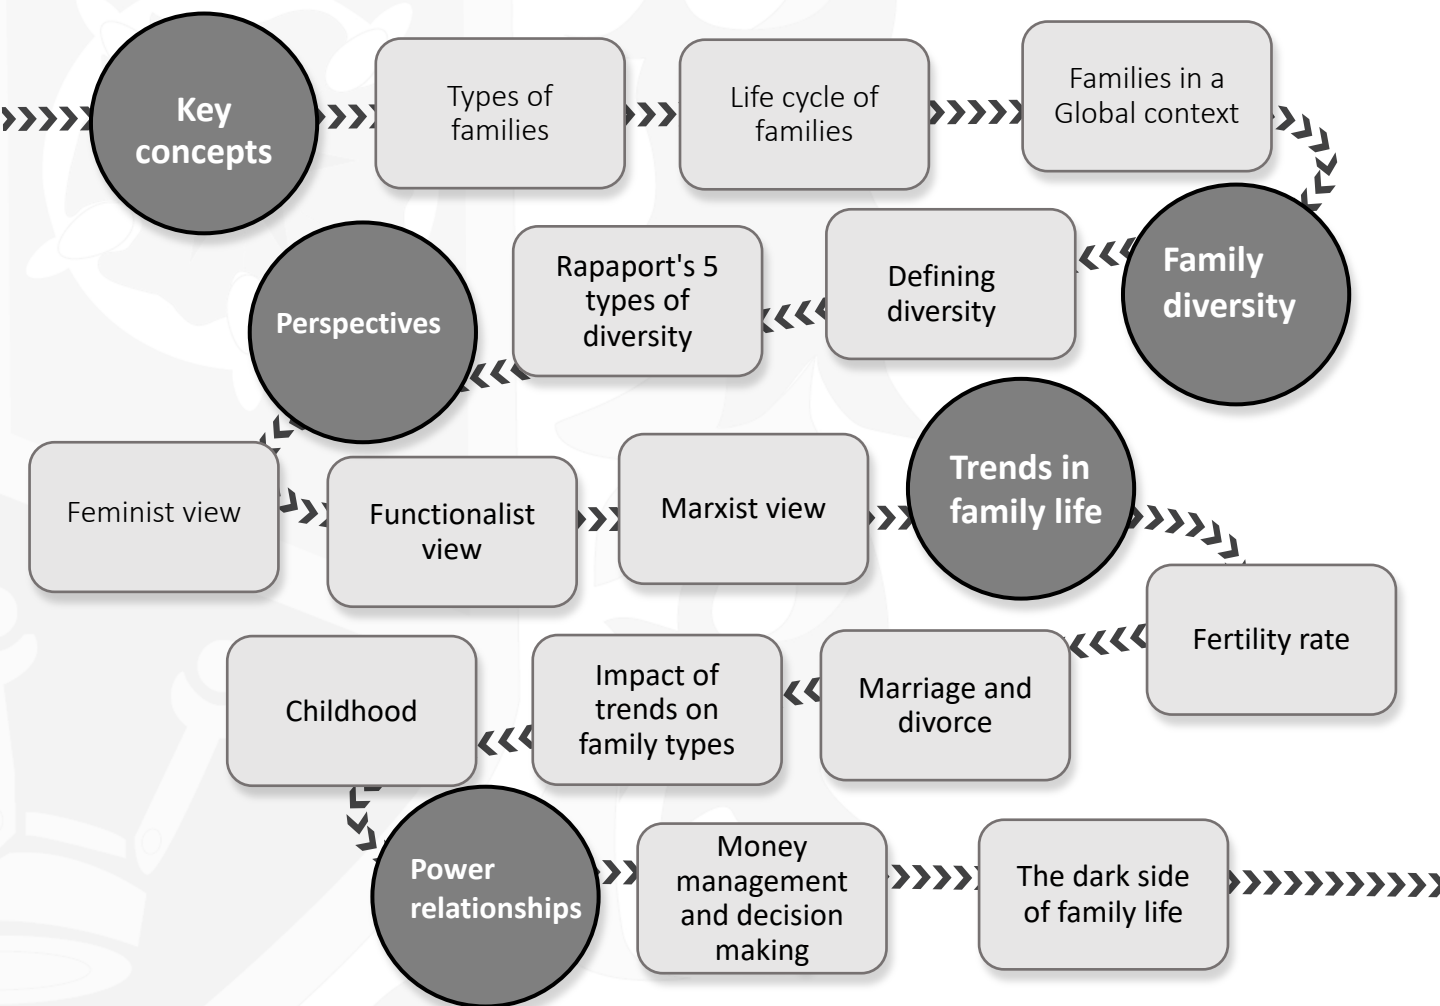 Key
concepts
Types of
families
Life cycle of
families
Families in a
Global context
Family
diversity
Defining
diversity
Rapaport's 5
types of
diversity
Perspectives
Feminist view
Functionalist
view
Marxist view
Trends in
family life
Fertility rate
Marriage and
divorce
Impact of
trends on
family types
Childhood
Power
relationships
Money
management
and decision
making
The dark side
of family life